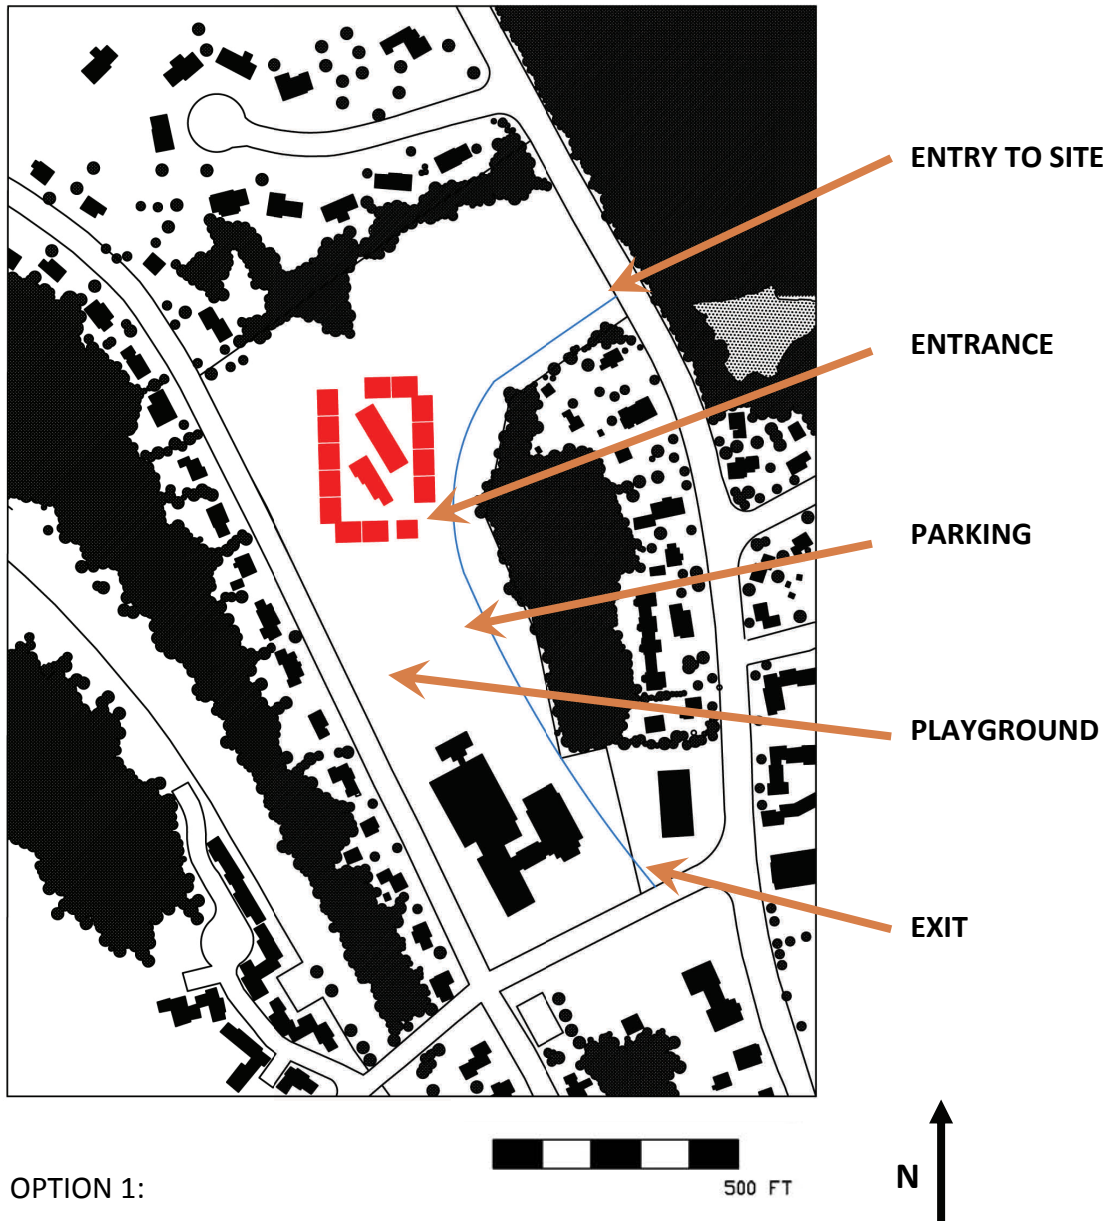 ENTRY TO SITE
ENTRANCE
PARKING
PLAYGROUND
EXIT
500 FT
N
OPTION 1: